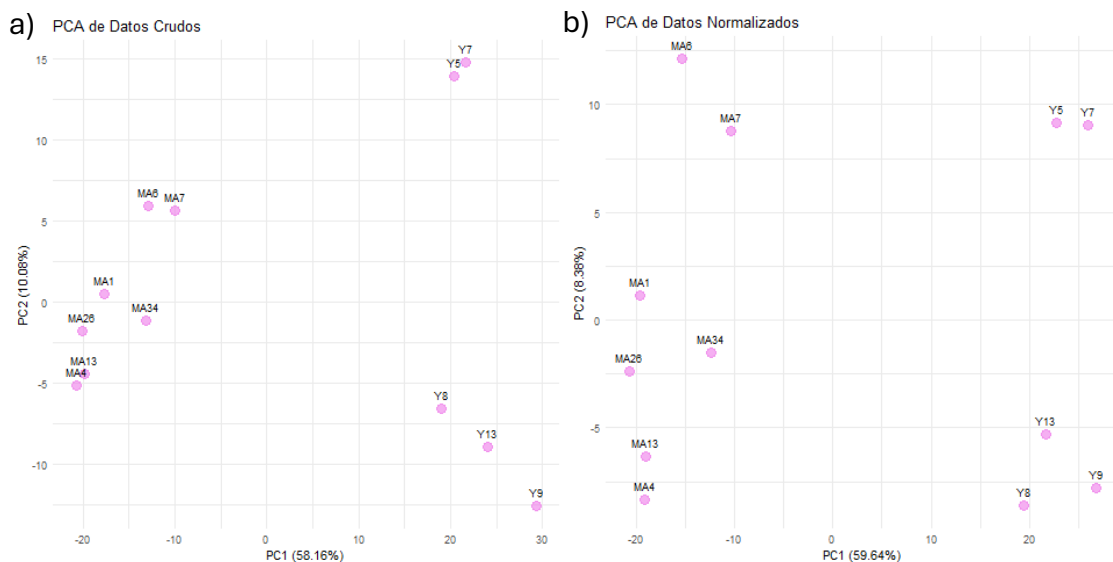 a) PCA de Datos Crudos
Y7
Y5
MA6
MA7
MA1
MA34
MA26
MA13
MA4
Y8
Y13
Y9
15
10
5
0
-5
-10
PC2 (10.08%)
-20
-10
0
10
20
30
PC1 (58.16%)
b) PCA de Datos Normalizados
MA6
MA7
Y5
Y7
MA1
MA34
MA26
Y13
MA13
MA4
Y9
Y8
10
5
0
-5
PC2 (8.38%)
-20
-10
0
10
20
PC1 (59.64%)